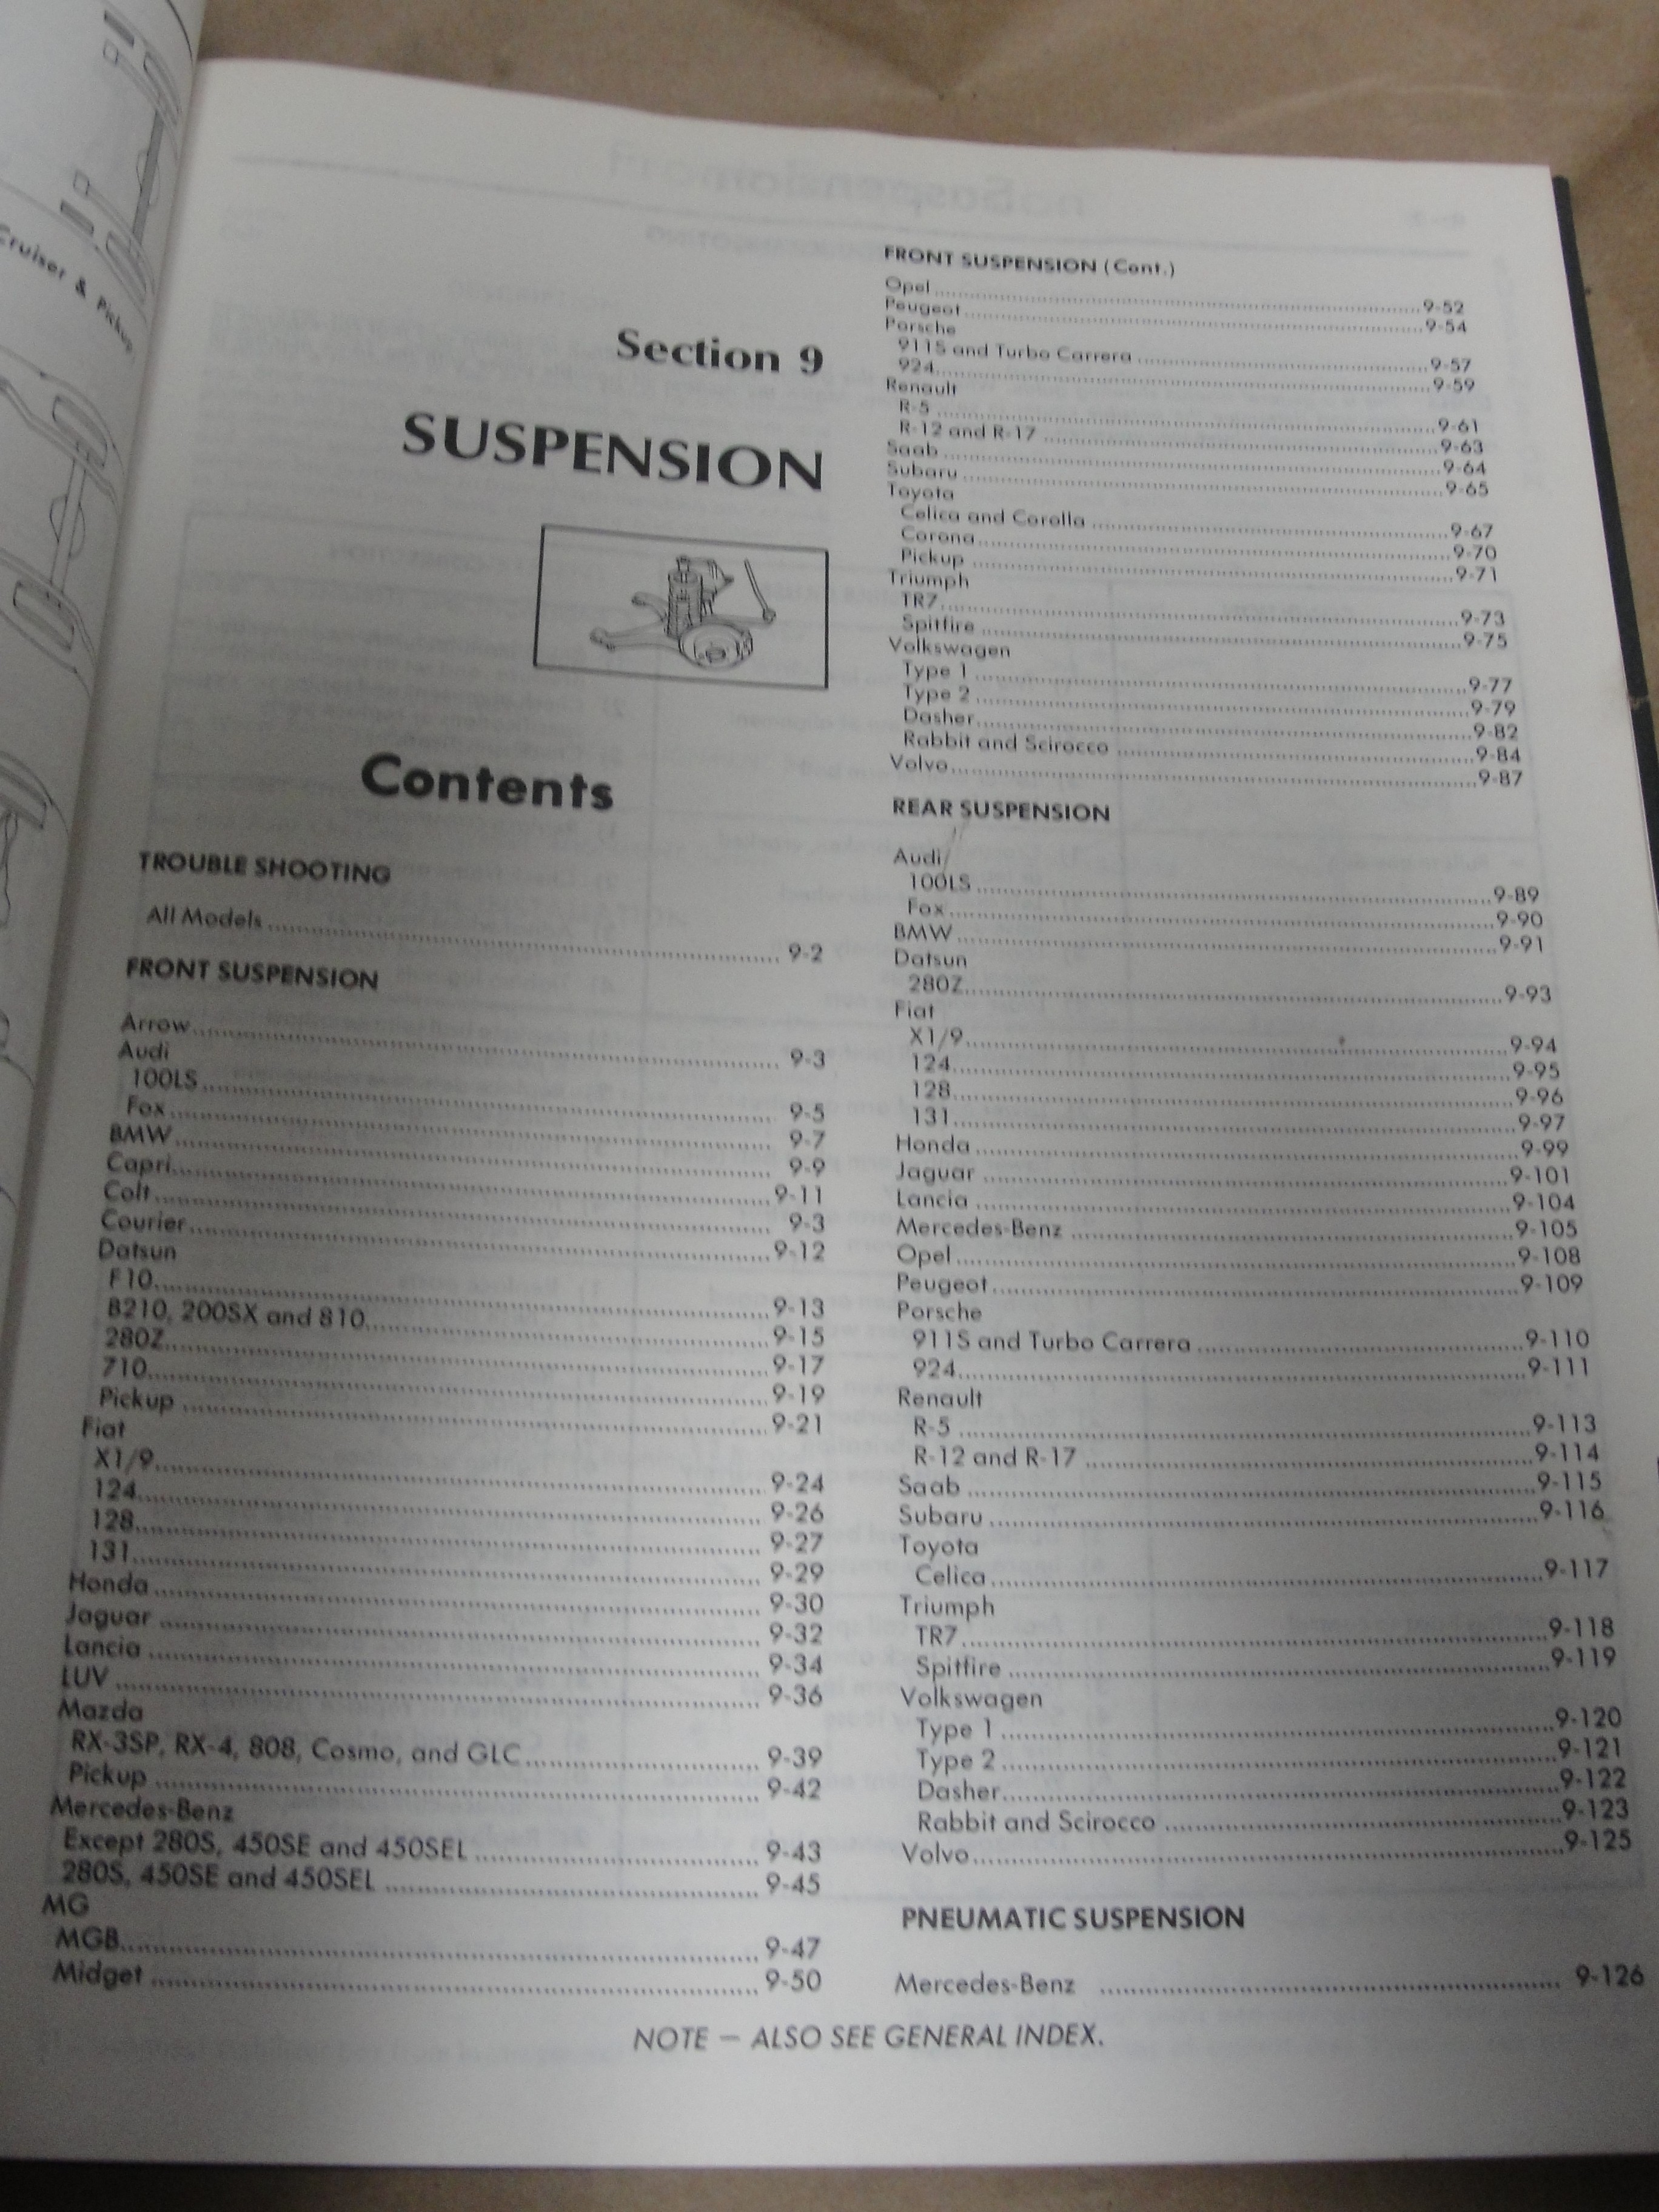 Cruiser & Pickup
Section 9
SUSPENSION
Contents
TROUBLE SHOOTING
All Models 9-2
FRONT SUSPENSION
Arrow 9-3
Audi
100LS 9-5
Fox 9-7
BMW 9-9
Capri 9-11
Colt 9-3
Courier 9-12
Datsun
F10 9-13
B210, 200SX and 810 9-15
280Z 9-17
710 9-19
Pickup 9-21
Fiat
X1/9 9-24
124 9-26
128 9-27
131 9-29
Honda 9-30
Jaguar 9-32
Lancia 9-34
LUV 9-36
Mazda
RX-3SP, RX-4, 808, Cosmo, and GLC 9-39
Pickup 9-42
Mercedes-Benz
Except 280S, 450SE and 450SEL 9-43
280S, 450SE and 450SEL 9-45
MG
MGB 9-47
Midget 9-50
FRONT SUSPENSION (Cont.)
Opel 9-52
Peugeot 9-54
Porsche
911S and Turbo Carrera 9-57
924 9-59
Renault
R-5 9-61
R-12 and R-17 9-63
Saab 9-64
Subaru 9-65
Toyota
Celica and Corolla 9-67
Corona 9-70
Pickup 9-71
Triumph
TR7 9-73
Spitfire 9-75
Volkswagen
Type 1 9-77
Type 2 9-79
Dasher 9-82
Rabbit and Scirocco 9-84
Volvo 9-87
REAR SUSPENSION
Audi
100LS 9-89
Fox 9-90
BMW 9-91
Datsun
280Z 9-93
Fiat
X1/9 9-94
124 9-95
128 9-96
131 9-97
Honda 9-99
Jaguar 9-101
Lancia 9-104
Mercedes-Benz 9-105
Opel 9-108
Peugeot 9-109
Porsche
911S and Turbo Carrera 9-110
924 9-111
Renault
R-5 9-113
R-12 and R-17 9-114
Saab 9-115
Subaru 9-116
Toyota
Celica 9-117
Triumph
TR7 9-118
Spitfire 9-119
Volkswagen
Type 1 9-120
Type 2 9-121
Dasher 9-122
Rabbit and Scirocco 9-123
Volvo 9-125
PNEUMATIC SUSPENSION
Mercedes-Benz 9-126
NOTE — ALSO SEE GENERAL INDEX.